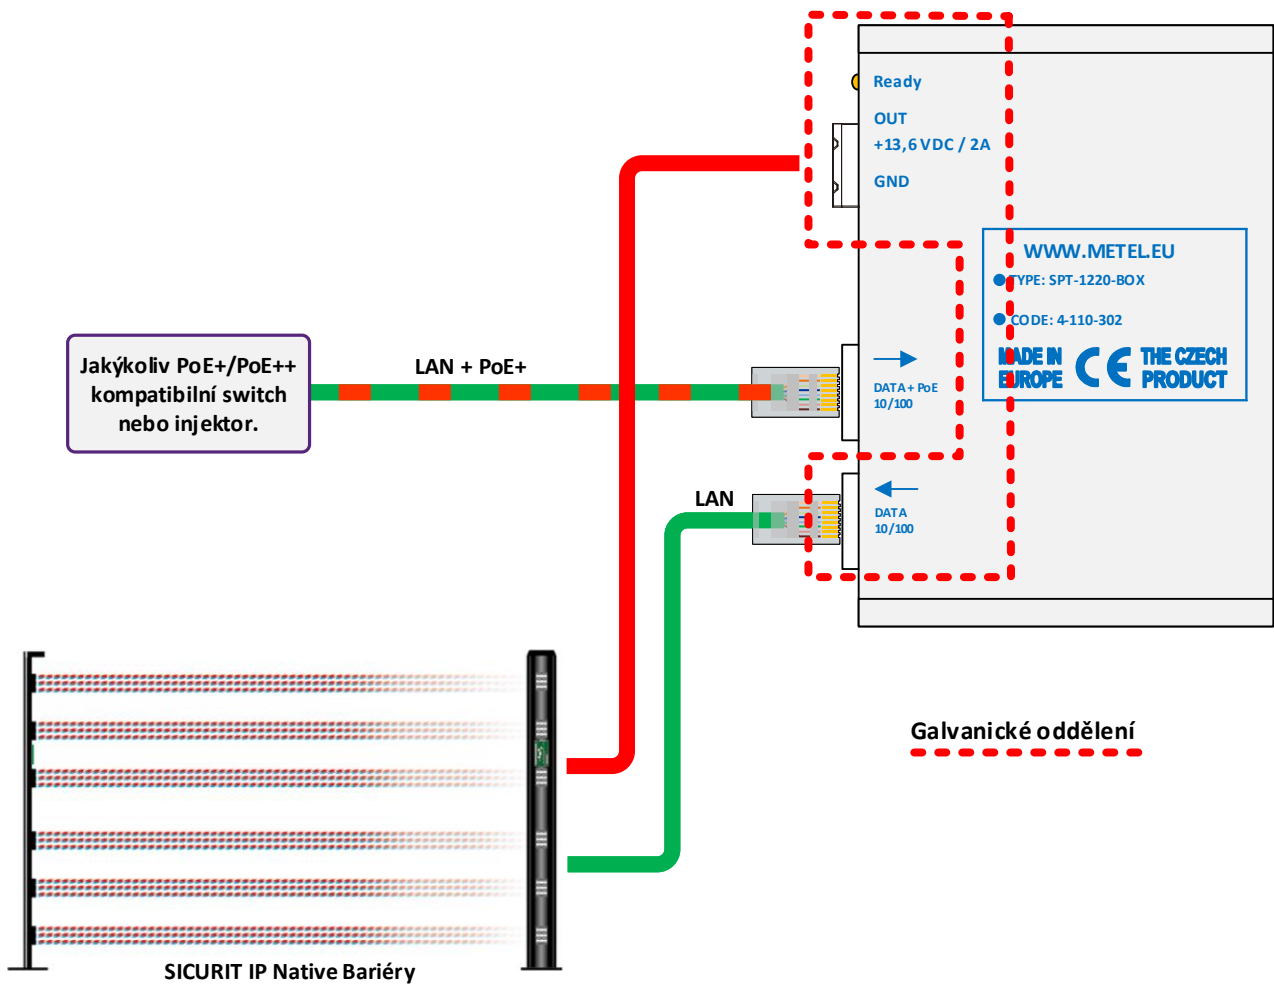 Ready
OUT
+13,6 VDC / 2A
GND
WWW.METEL.EU
TYPE: SPT-1220-BOX
CODE: 4-110-302
MADE IN
EUROPE
CE
THE CZECH
PRODUCT
Jakýkoliv PoE+/PoE++
kompatibilní switch
nebo injektor.
LAN + PoE+
DATA + PoE
10/100
LAN
DATA
10/100
Galvanické oddělení
SICURIT IP Native Bariéry